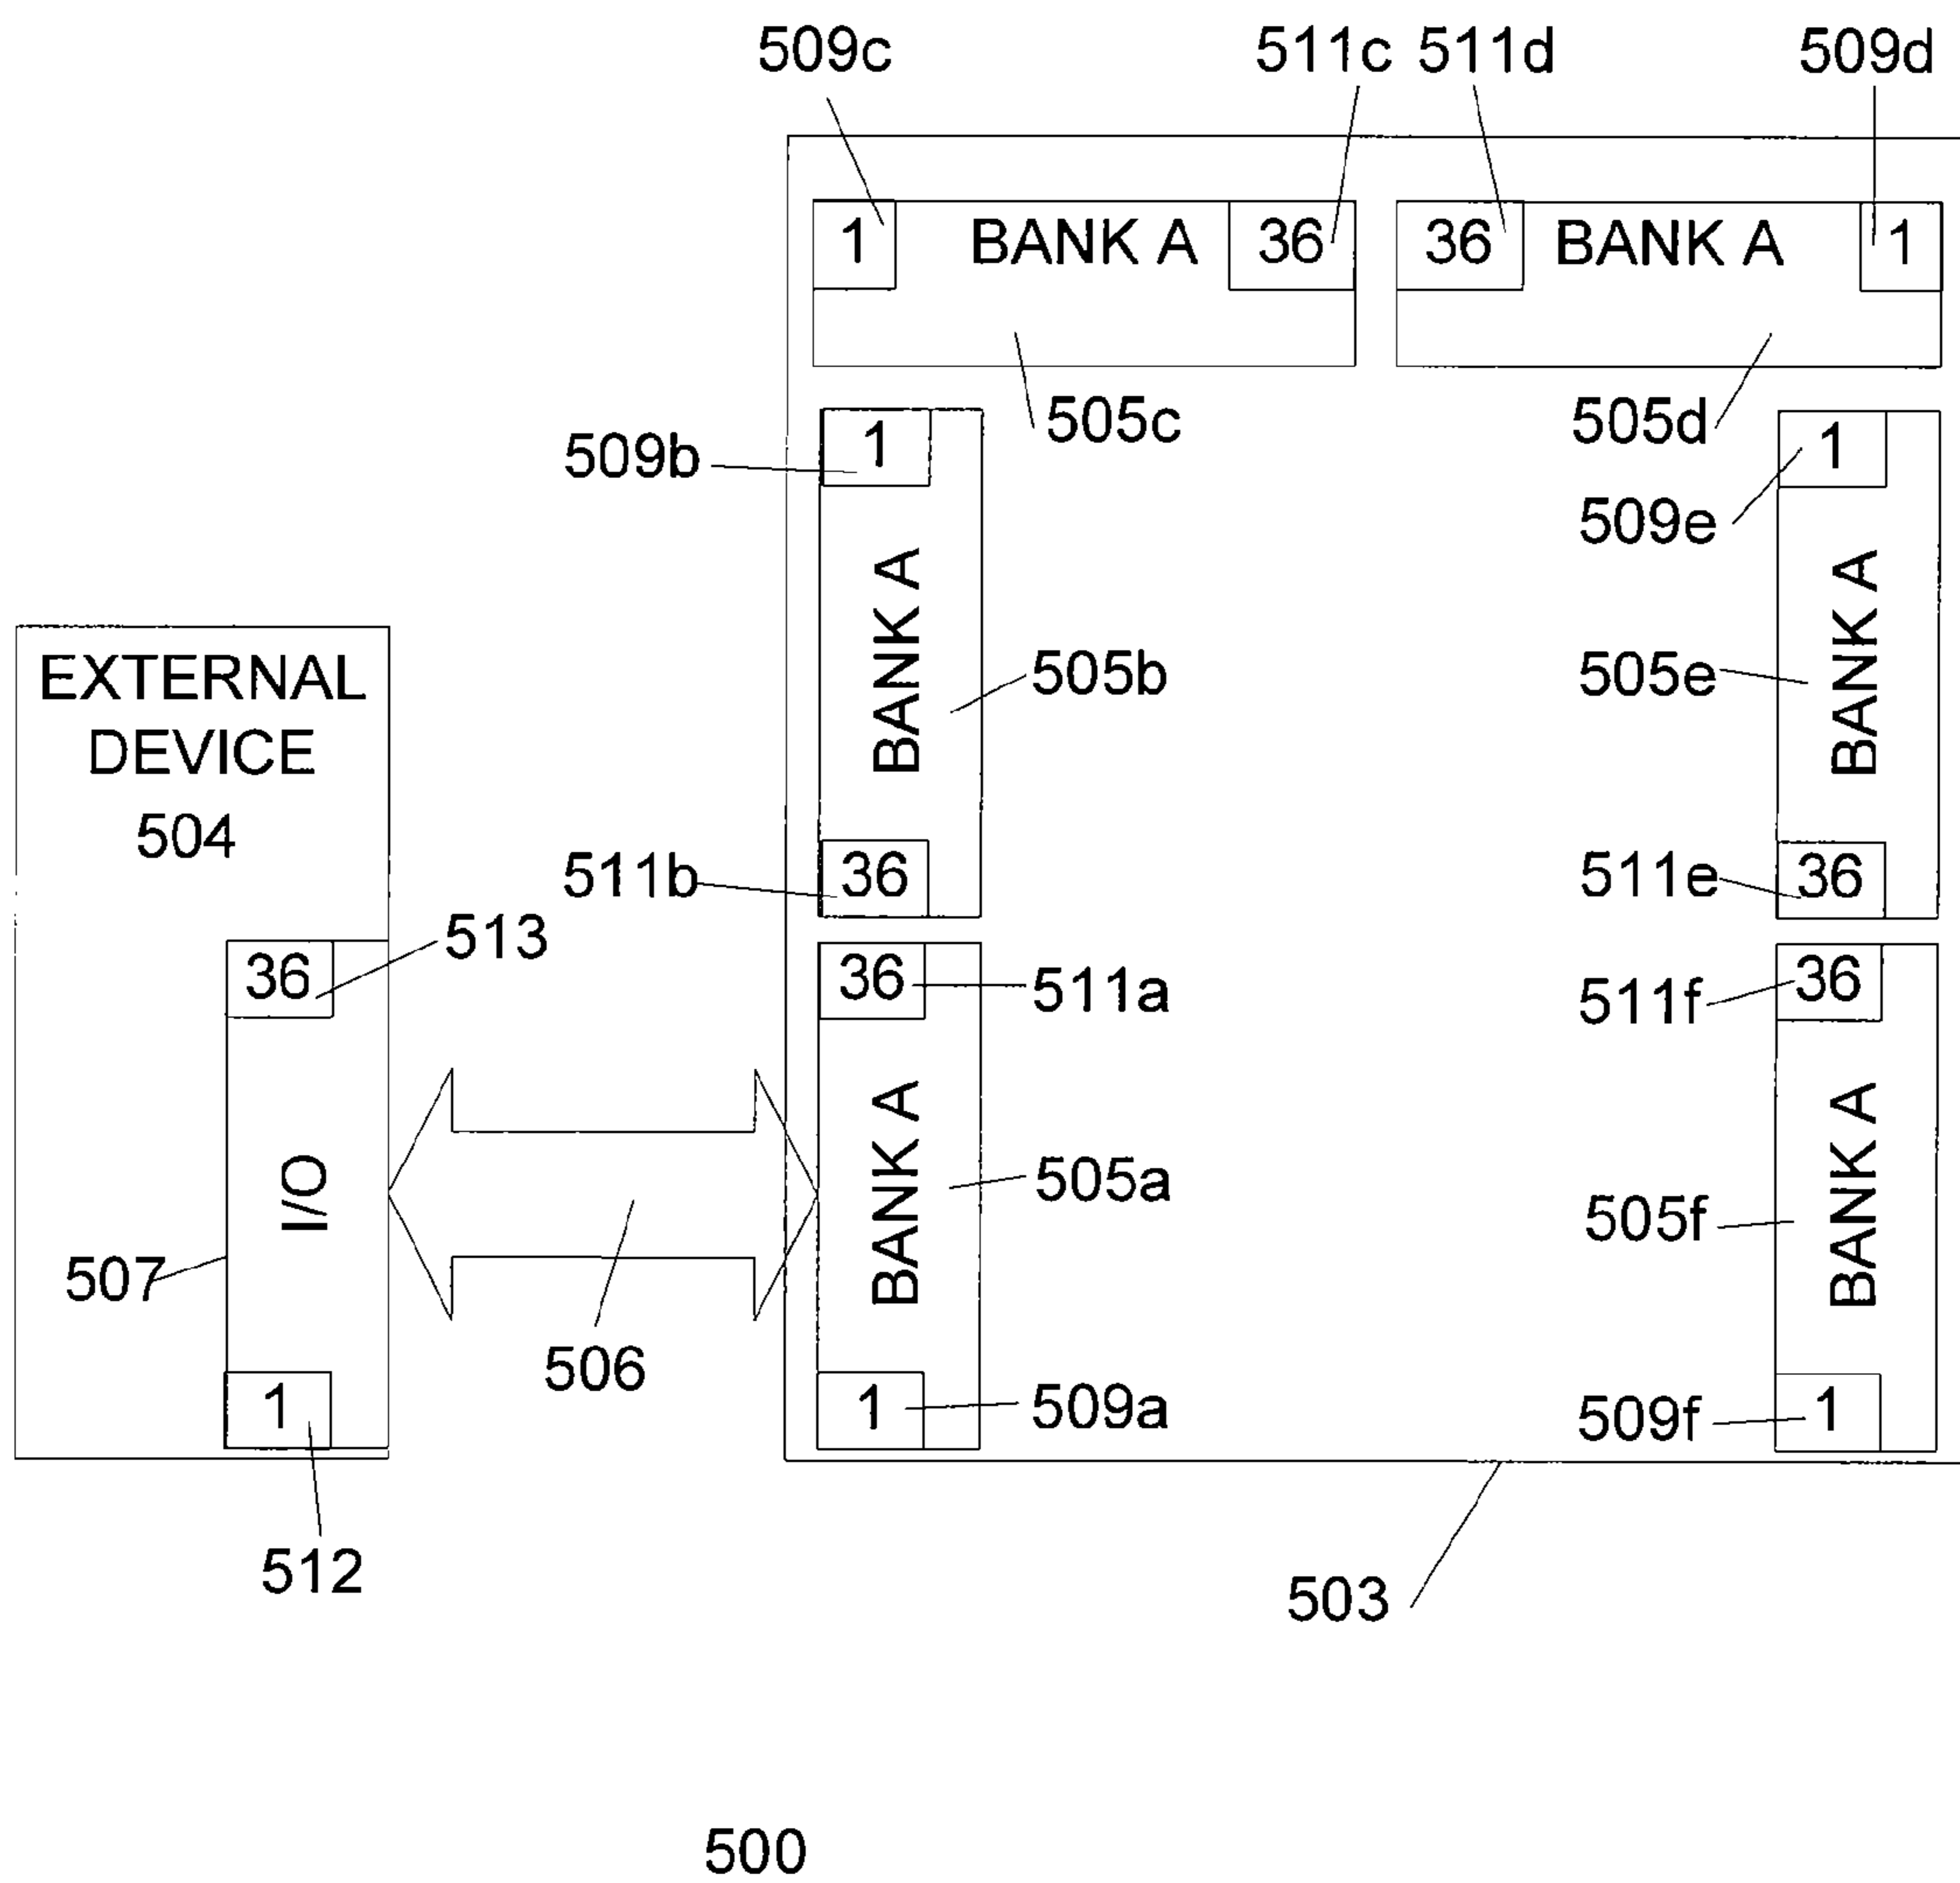 509c 511c 511d 509d
1 BANK A 36 36 BANK A 1
505c 505d
509b 1 1
509e
BANK A BANK A
505b 505e
EXTERNAL
DEVICE
504
511b 36 511e 36
36 513
36 511a 511f 36
I/O
BANK A BANK A
505a 505f
507
506
1 1 509a 509f 1
512
503
500